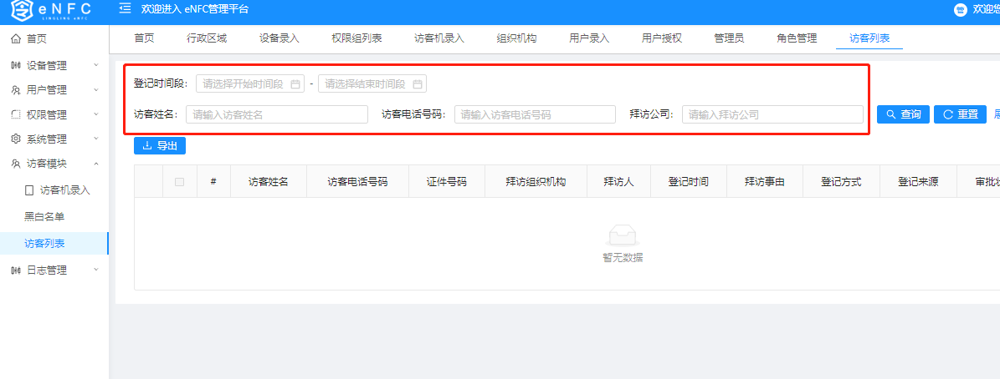 eNFC
LINGLING eNFC
欢迎进入 eNFC管理平台
欢迎您
首页
设备管理
用户管理
权限管理
系统管理
访客模块
访客机录入
黑白名单
访客列表
日志管理
首页 行政区域 设备录入 权限组列表 访客机录入 组织机构 用户录入 用户授权 管理员 角色管理 访客列表
登记时间段: 请选择开始时间段 - 请选择结束时间段
访客姓名: 请输入访客姓名 访客电话号码: 请输入访客电话号码 拜访公司: 请输入拜访公司 查询 重置
导出
# 访客姓名 访客电话号码 证件号码 拜访组织机构 拜访人 登记时间 拜访事由 登记方式 登记来源 审批
暂无数据